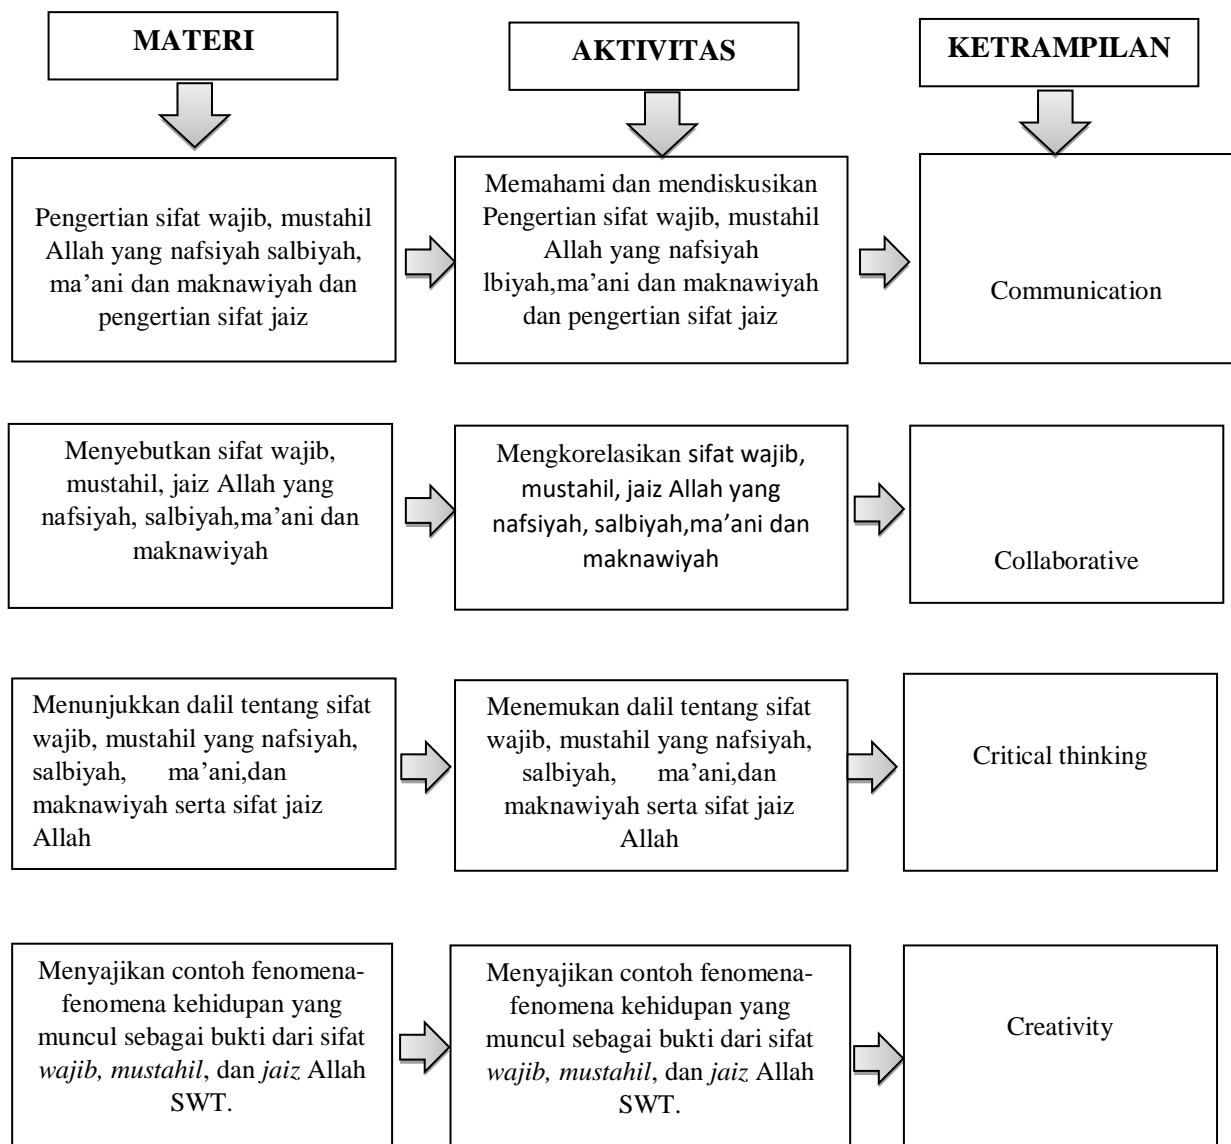 MATERI
AKTIVITAS
KETRAMPILAN
Pengertian sifat wajib, mustahil
Allah yang nafsiyah salbiyah,
ma’ani dan maknawiyah dan
pengertian sifat jaiz
Memahami dan mendiskusikan
Pengertian sifat wajib, mustahil
Allah yang nafsiyah
lbiyah,ma’ani dan maknawiyah
dan pengertian sifat jaiz
Communication
Menyebutkan sifat wajib,
mustahil, jaiz Allah yang
nafsiyah, salbiyah,ma’ani dan
maknawiyah
Mengkorelasikan sifat wajib,
mustahil, jaiz Allah yang
nafsiyah, salbiyah,ma’ani dan
maknawiyah
Collaborative
Menunjukkan dalil tentang sifat
wajib, mustahil yang nafsiyah,
salbiyah, ma’ani,dan
maknawiyah serta sifat jaiz
Allah
Menemukan dalil tentang sifat
wajib, mustahil yang nafsiyah,
salbiyah, ma’ani,dan
maknawiyah serta sifat jaiz
Allah
Critical thinking
Menyajikan contoh fenomena-
fenomena kehidupan yang
muncul sebagai bukti dari sifat
wajib, mustahil, dan jaiz Allah
SWT.
Menyajikan contoh fenomena-
fenomena kehidupan yang
muncul sebagai bukti dari sifat
wajib, mustahil, dan jaiz Allah
SWT.
Creativity